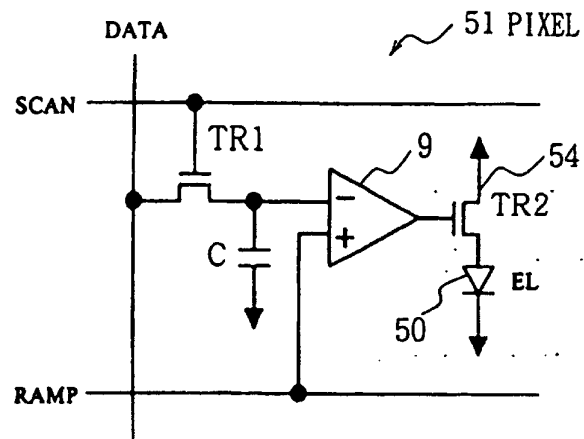 DATA
51 PIXEL
SCAN
TR1
9
54
TR2
−
+
C
EL
50
RAMP